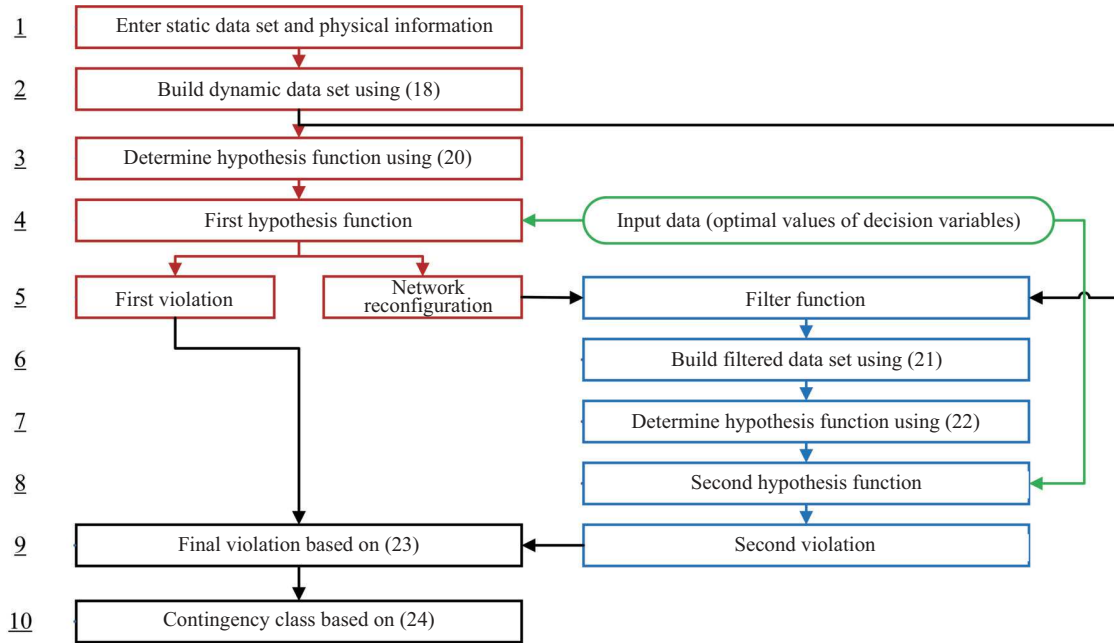 1
Enter static data set and physical information
2
Build dynamic data set using (18)
3
Determine hypothesis function using (20)
4
First hypothesis function
Input data (optimal values of decision variables)
5
First violation
Network
reconfiguration
Filter function
6
Build filtered data set using (21)
7
Determine hypothesis function using (22)
8
Second hypothesis function
9
Final violation based on (23)
Second violation
10
Contingency class based on (24)